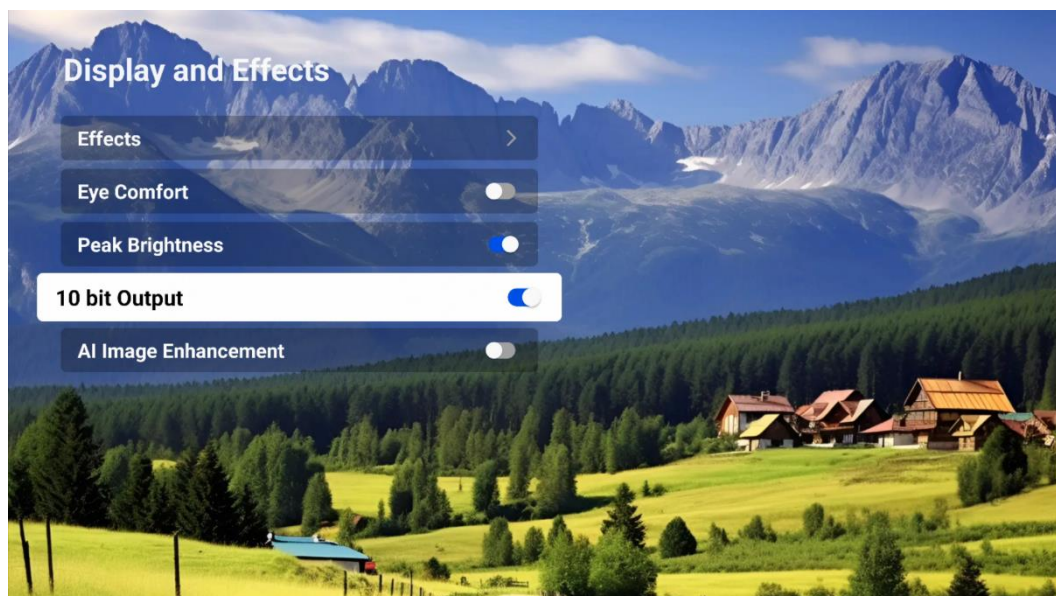 Display and Effects
Effects
Eye Comfort
Peak Brightness
10 bit Output
AI Image Enhancement